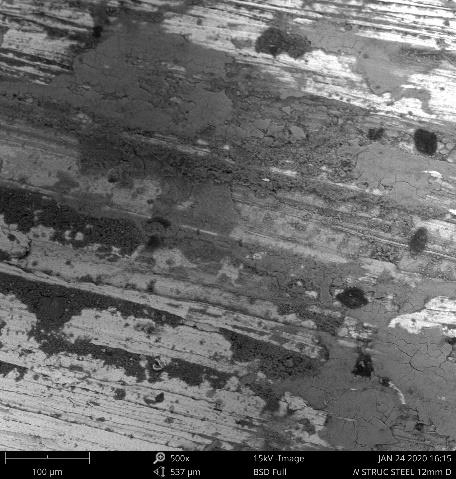 500x 15kV -Image JAN 24 2020 16:15
100 µm 537 µm BSD Full N STRUC STEEL 12mm D